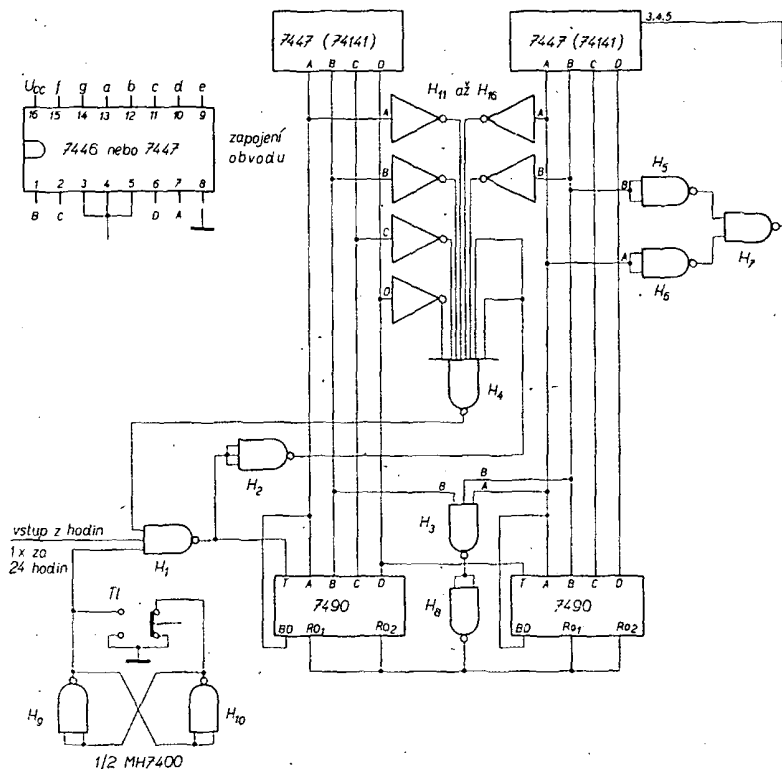 7447 (74141)
A B C D
7447 (74141)
A B C D
3,4,5
H11 až H16
A
B
C
D
A
B
Ucc f g a b c d e
16 15 14 13 12 11 10 9
7446 nebo 7447
1 2 3 4 5 6 7 8
B C D A
zapojení
obvodu
B
H5
A
H6
H7
H4
H2
B
B
A
H3
vstup z hodin
1x za
24 hodin
H1
T A B C D
7490
BD R01 R02
H8
T A B C D
7490
BD R01 R02
Tl
H9
H10
1/2 MH7400